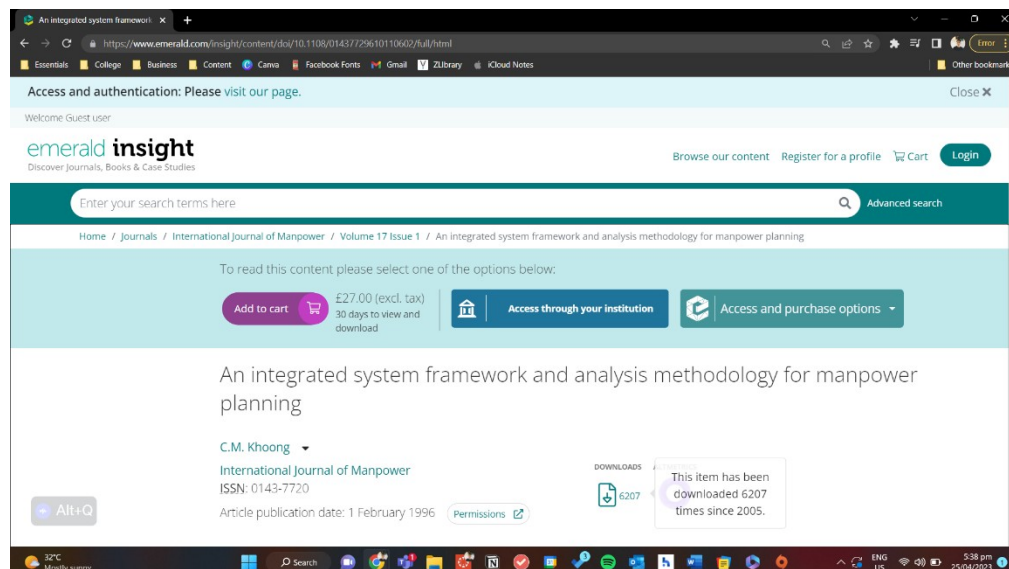 An integrated system framework
https://www.emerald.com/insight/content/doi/10.1108/01437729610110602/full/html
Error
Essentials College Business Content Canva Facebook Fonts Gmail ZLibrary iCloud Notes Other bookmark
Access and authentication: Please visit our page. Close
Welcome Guest user
emerald insight
Discover Journals, Books & Case Studies
Browse our content Register for a profile Cart Login
Enter your search terms here Advanced search
Home / Journals / International Journal of Manpower / Volume 17 Issue 1 / An integrated system framework and analysis methodology for manpower planning
To read this content please select one of the options below:
Add to cart £27.00 (excl. tax)
30 days to view and
download
Access through your institution
Access and purchase options
An integrated system framework and analysis methodology for manpower
planning
C.M. Khoong
International Journal of Manpower
ISSN: 0143-7720
Article publication date: 1 February 1996 Permissions
DOWNLOADS
6207
This item has been
downloaded 6207
times since 2005.
Alt+Q
32°C
Mostly sunny
Search
ENG
US
5:38 pm
25/04/2023